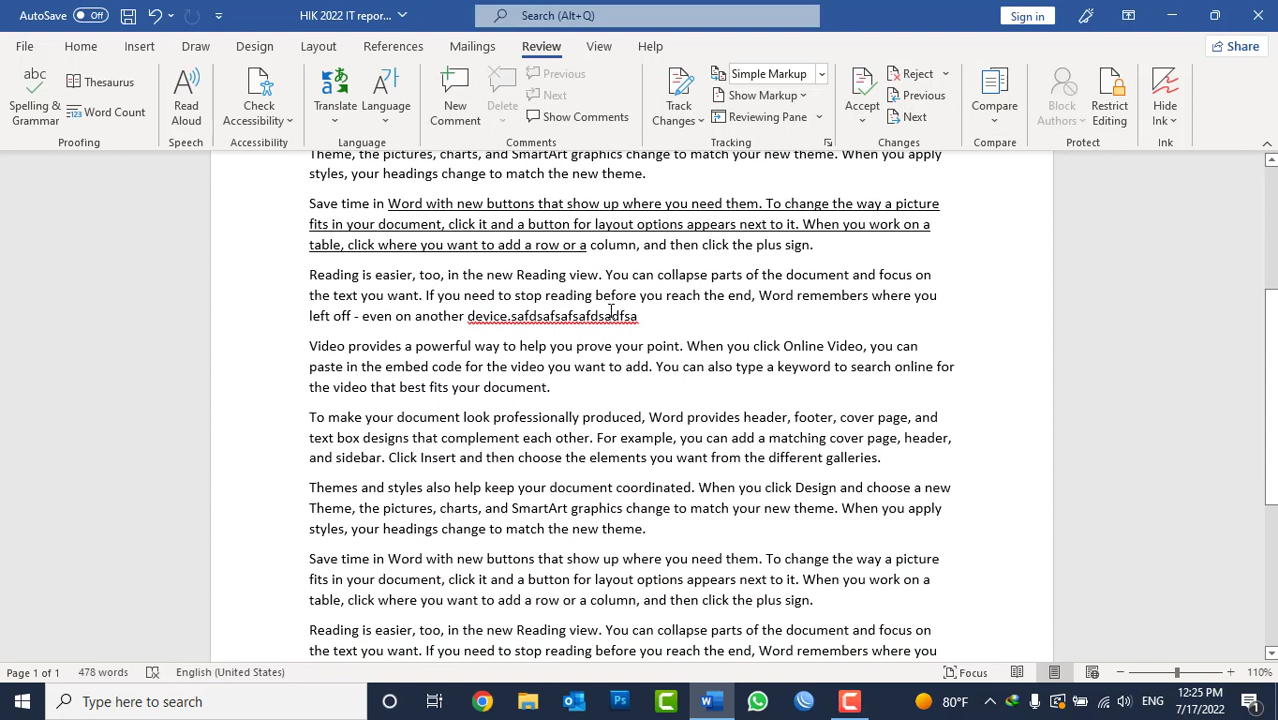 AutoSave Off HIK 2022 IT repor... Search (Alt+Q) Sign in
File Home Insert Draw Design Layout References Mailings Review View Help Share
Spelling & Grammar Thesaurus Word Count Read Aloud Check Accessibility Translate Language New Comment Delete Previous Next Show Comments Track Changes Simple Markup Show Markup Reviewing Pane Accept Reject Previous Next Compare Block Authors Restrict Editing Hide Ink
Proofing Speech Accessibility Language Comments Tracking Changes Compare Protect Ink
Theme, the pictures, charts, and SmartArt graphics change to match your new theme. When you apply
styles, your headings change to match the new theme.
Save time in Word with new buttons that show up where you need them. To change the way a picture
fits in your document, click it and a button for layout options appears next to it. When you work on a
table, click where you want to add a row or a column, and then click the plus sign.
Reading is easier, too, in the new Reading view. You can collapse parts of the document and focus on
the text you want. If you need to stop reading before you reach the end, Word remembers where you
left off - even on another device.safdsafsafsafdsadfsa
Video provides a powerful way to help you prove your point. When you click Online Video, you can
paste in the embed code for the video you want to add. You can also type a keyword to search online for
the video that best fits your document.
To make your document look professionally produced, Word provides header, footer, cover page, and
text box designs that complement each other. For example, you can add a matching cover page, header,
and sidebar. Click Insert and then choose the elements you want from the different galleries.
Themes and styles also help keep your document coordinated. When you click Design and choose a new
Theme, the pictures, charts, and SmartArt graphics change to match your new theme. When you apply
styles, your headings change to match the new theme.
Save time in Word with new buttons that show up where you need them. To change the way a picture
fits in your document, click it and a button for layout options appears next to it. When you work on a
table, click where you want to add a row or a column, and then click the plus sign.
Reading is easier, too, in the new Reading view. You can collapse parts of the document and focus on
the text you want. If you need to stop reading before you reach the end, Word remembers where you
Page 1 of 1 478 words English (United States) Focus 110%
Type here to search 80°F ENG 12:25 PM
7/17/2022